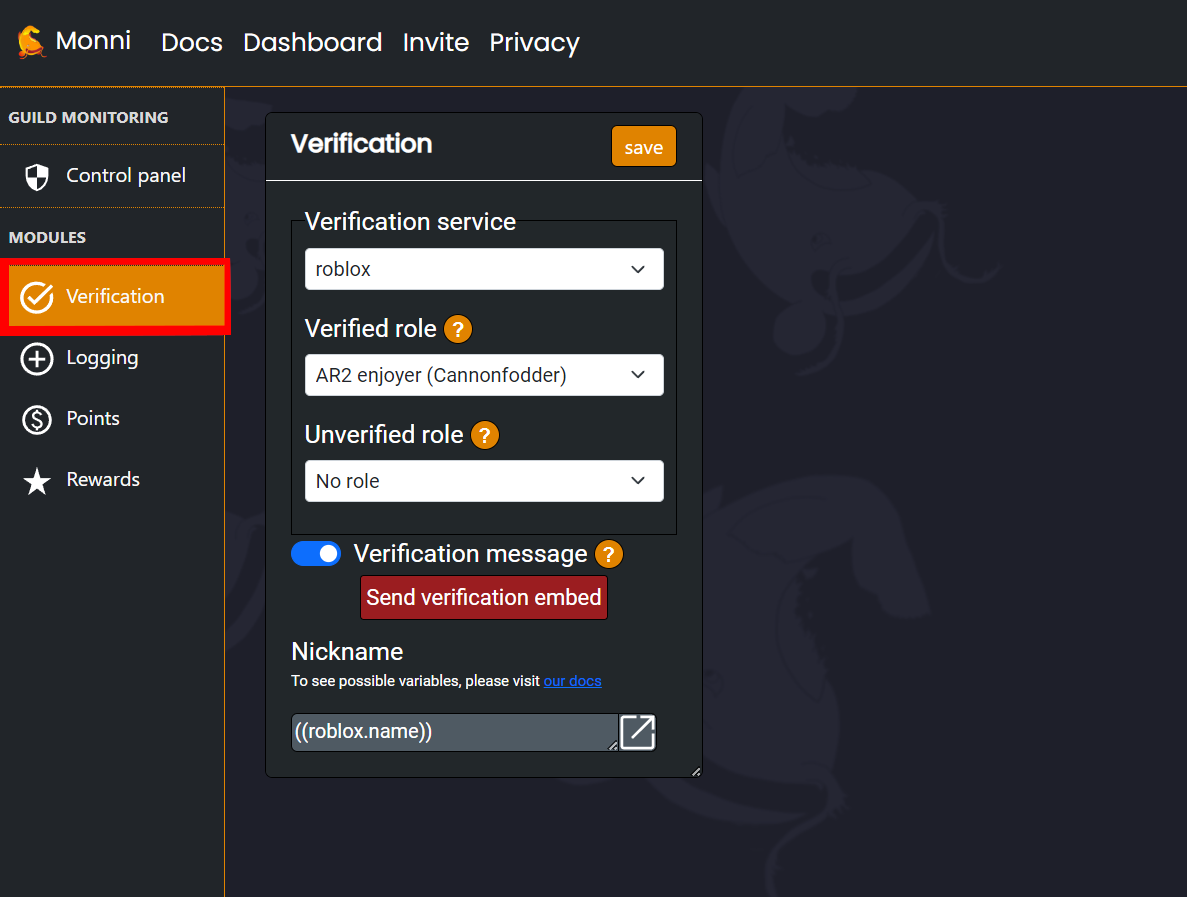 Monni Docs Dashboard Invite Privacy
GUILD MONITORING
Control panel
MODULES
Verification
Logging
Points
Rewards
Verification
save
Verification service
roblox
Verified role ?
AR2 enjoyer (Cannonfodder)
Unverified role ?
No role
Verification message ?
Send verification embed
Nickname
To see possible variables, please visit our docs
((roblox.name))